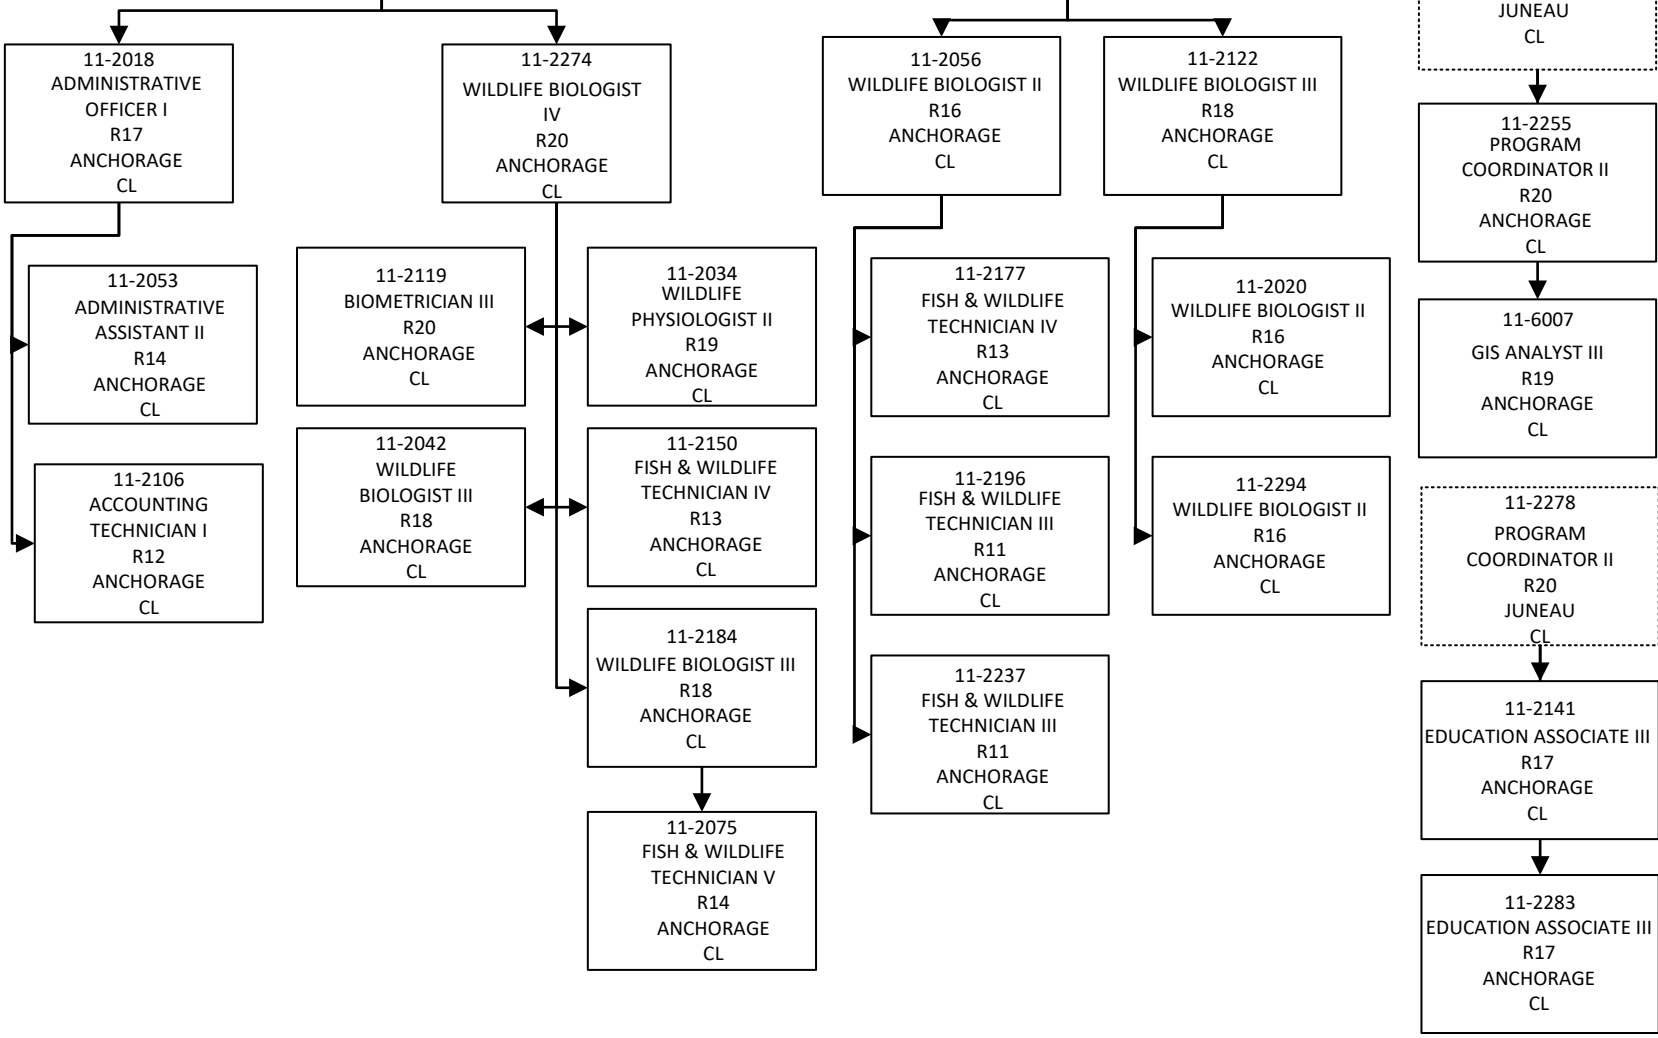 JUNEAU
CL
11-2018
ADMINISTRATIVE
OFFICER I
R17
ANCHORAGE
CL
11-2274
WILDLIFE BIOLOGIST
IV
R20
ANCHORAGE
CL
11-2056
WILDLIFE BIOLOGIST II
R16
ANCHORAGE
CL
11-2122
WILDLIFE BIOLOGIST III
R18
ANCHORAGE
CL
11-2255
PROGRAM
COORDINATOR II
R20
ANCHORAGE
CL
11-2053
ADMINISTRATIVE
ASSISTANT II
R14
ANCHORAGE
CL
11-2119
BIOMETRICIAN III
R20
ANCHORAGE
CL
11-2034
WILDLIFE
PHYSIOLOGIST II
R19
ANCHORAGE
CL
11-2177
FISH & WILDLIFE
TECHNICIAN IV
R13
ANCHORAGE
CL
11-2020
WILDLIFE BIOLOGIST II
R16
ANCHORAGE
CL
11-6007
GIS ANALYST III
R19
ANCHORAGE
CL
11-2106
ACCOUNTING
TECHNICIAN I
R12
ANCHORAGE
CL
11-2042
WILDLIFE
BIOLOGIST III
R18
ANCHORAGE
CL
11-2150
FISH & WILDLIFE
TECHNICIAN IV
R13
ANCHORAGE
CL
11-2196
FISH & WILDLIFE
TECHNICIAN III
R11
ANCHORAGE
CL
11-2294
WILDLIFE BIOLOGIST II
R16
ANCHORAGE
CL
11-2278
PROGRAM
COORDINATOR II
R20
JUNEAU
CL
11-2184
WILDLIFE BIOLOGIST III
R18
ANCHORAGE
CL
11-2237
FISH & WILDLIFE
TECHNICIAN III
R11
ANCHORAGE
CL
11-2141
EDUCATION ASSOCIATE III
R17
ANCHORAGE
CL
11-2075
FISH & WILDLIFE
TECHNICIAN V
R14
ANCHORAGE
CL
11-2283
EDUCATION ASSOCIATE III
R17
ANCHORAGE
CL